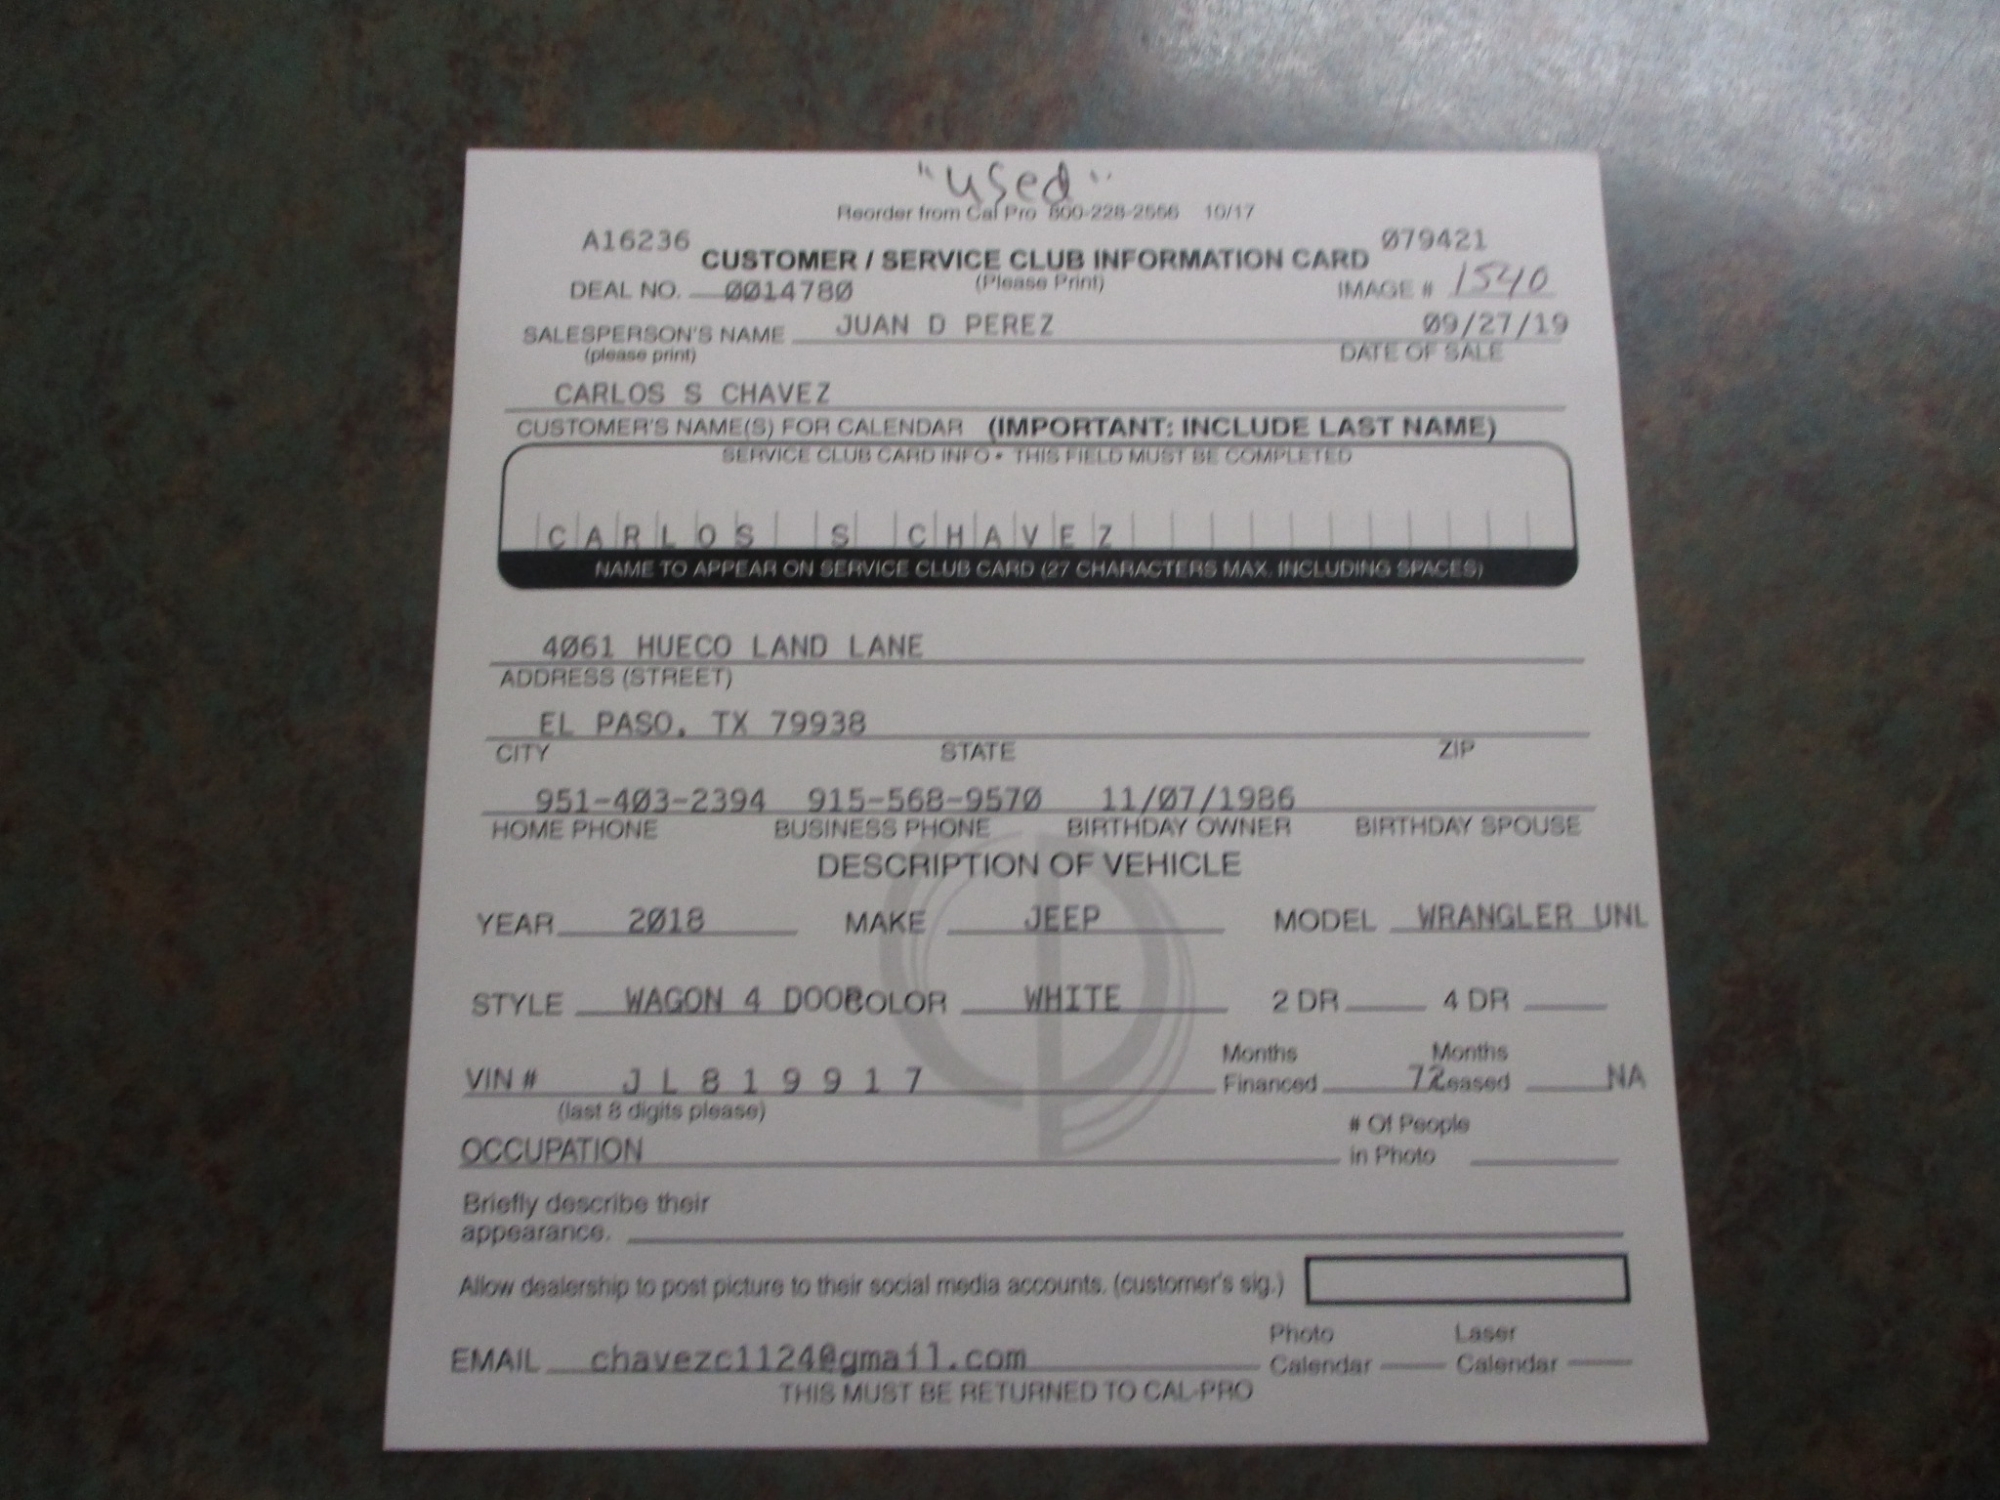 "used"
Reorder from Cal Pro 800-228-2666 10/17
A16236 079421
CUSTOMER / SERVICE CLUB INFORMATION CARD
(Please Print)
DEAL NO. 0014780 IMAGE # 1540
SALESPERSON'S NAME JUAN D PEREZ 09/27/19
(please print) DATE OF SALE
CARLOS S CHAVEZ
CUSTOMER'S NAME(S) FOR CALENDAR (IMPORTANT: INCLUDE LAST NAME)
SERVICE CLUB CARD INFO • THIS FIELD MUST BE COMPLETED
CARLOS S CHAVEZ
NAME TO APPEAR ON SERVICE CLUB CARD (27 CHARACTERS MAX. INCLUDING SPACES)
4061 HUECO LAND LANE
ADDRESS (STREET)
EL PASO, TX 79938
CITY STATE ZIP
951-403-2394 915-568-9570 11/07/1986
HOME PHONE BUSINESS PHONE BIRTHDAY OWNER BIRTHDAY SPOUSE
DESCRIPTION OF VEHICLE
YEAR 2018 MAKE JEEP MODEL WRANGLER UNL
STYLE WAGON 4 DOOR COLOR WHITE 2 DR 4 DR
Months Months
VIN # JL819917 Financed 72 Leased NA
(last 8 digits please)
# Of People
OCCUPATION in Photo
Briefly describe their
appearance.
Allow dealership to post picture to their social media accounts. (customer's sig.)
Photo Laser
EMAIL chavezc1124@gmail.com Calendar Calendar
THIS MUST BE RETURNED TO CAL-PRO